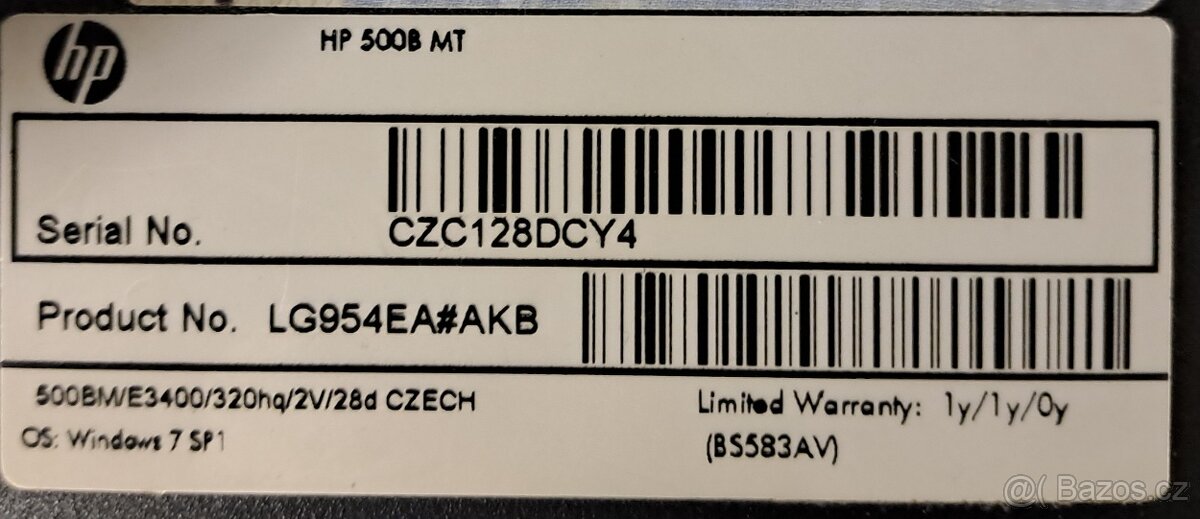 hp
HP 500B MT
Serial No.
CZC128DCY4
Product No. LG954EA#AKB
500BM/E3400/320hq/2V/28d CZECH
Limited Warranty: 1y/1y/0y
OS: Windows 7 SP1
(BS583AV)
@( Bazos.cz